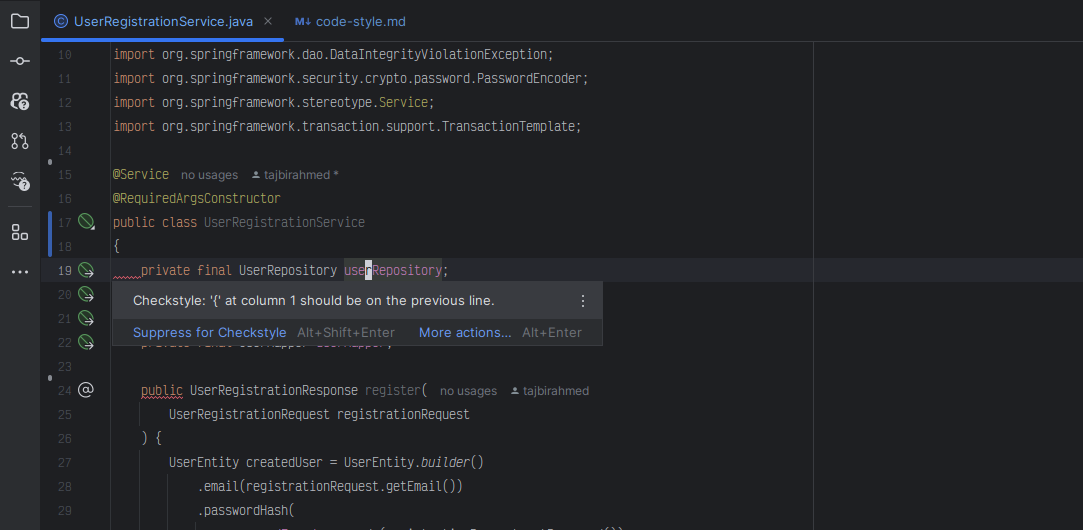 UserRegistrationService.java
M↓ code-style.md
10 import org.springframework.dao.DataIntegrityViolationException;
11 import org.springframework.security.crypto.password.PasswordEncoder;
12 import org.springframework.stereotype.Service;
13 import org.springframework.transaction.support.TransactionTemplate;
14
15 @Service no usages tajbirahmed *
16 @RequiredArgsConstructor
17 public class UserRegistrationService
18 {
19 private final UserRepository userRepository;
20
Checkstyle: '{' at column 1 should be on the previous line.
21
Suppress for Checkstyle Alt+Shift+Enter More actions... Alt+Enter
22
23
24 public UserRegistrationResponse register( no usages tajbirahmed
25 UserRegistrationRequest registrationRequest
26 ) {
27 UserEntity createdUser = UserEntity.builder()
28 .email(registrationRequest.getEmail())
29 .passwordHash(